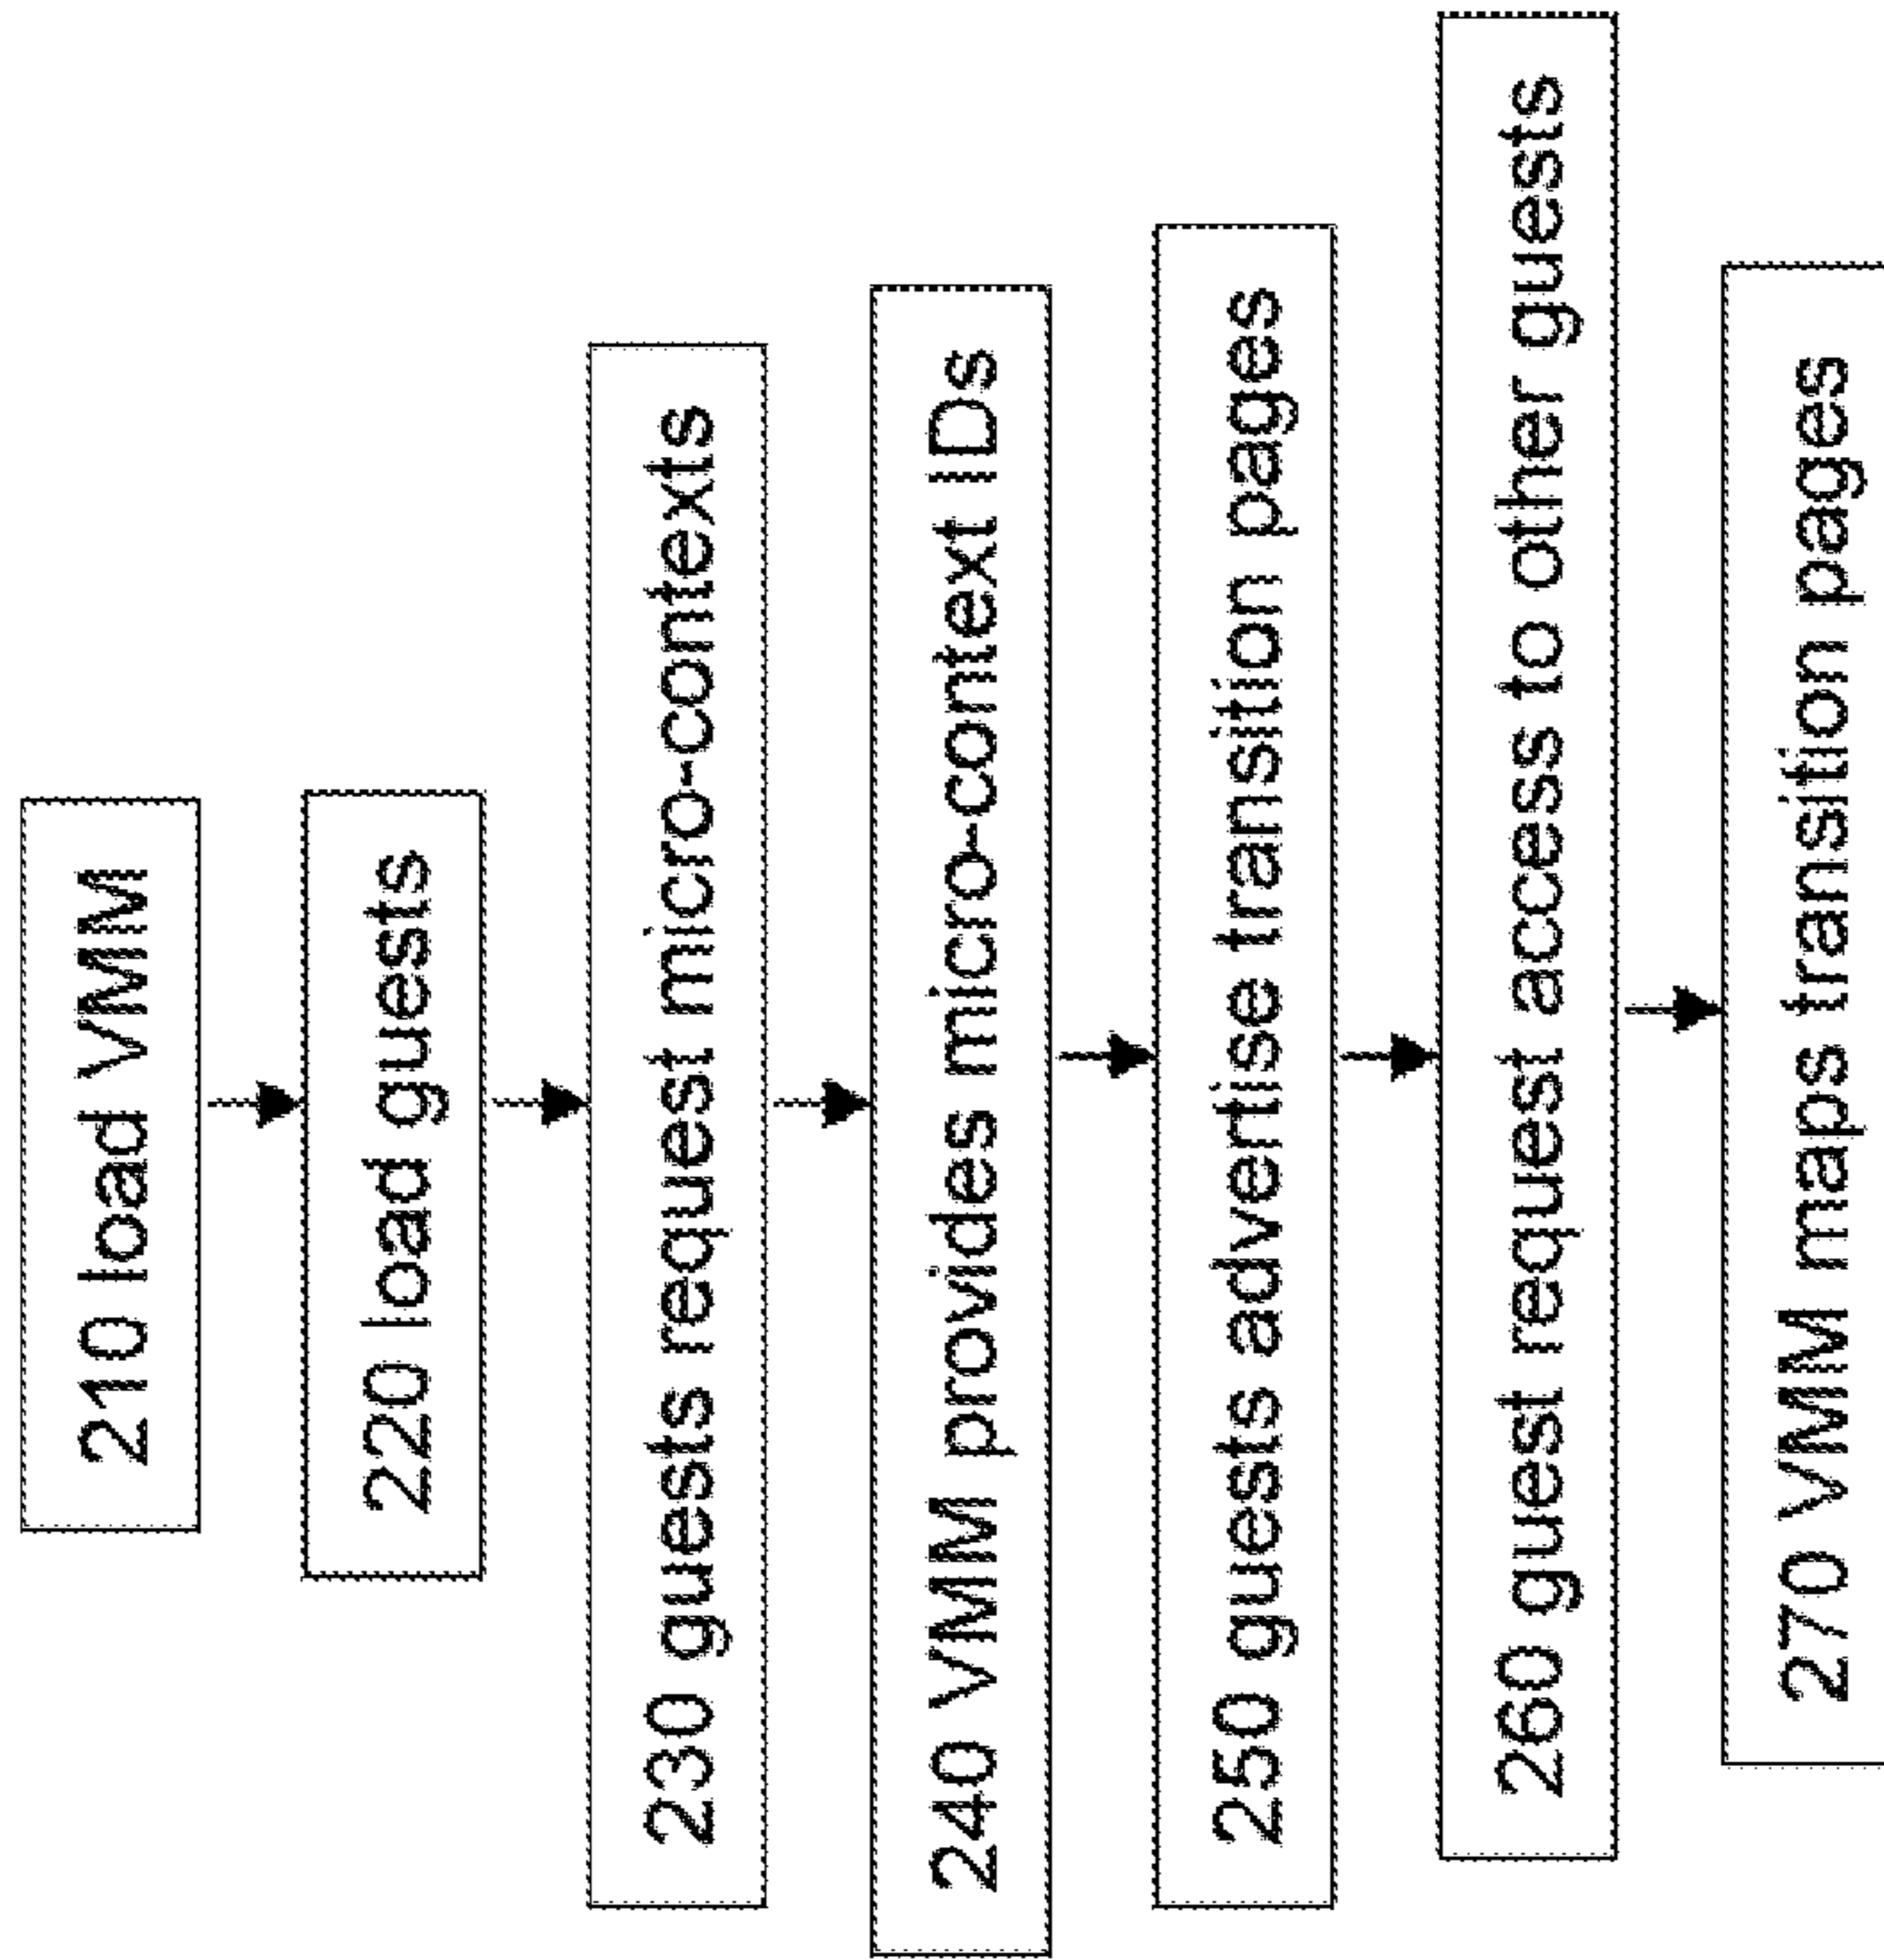 210 load VMM
220 load guests
230 guests request micro-contexts
240 VMM provides micro-context IDs
250 guests advertise transition pages
260 guest request access to other guests
270 VMM maps transition pages